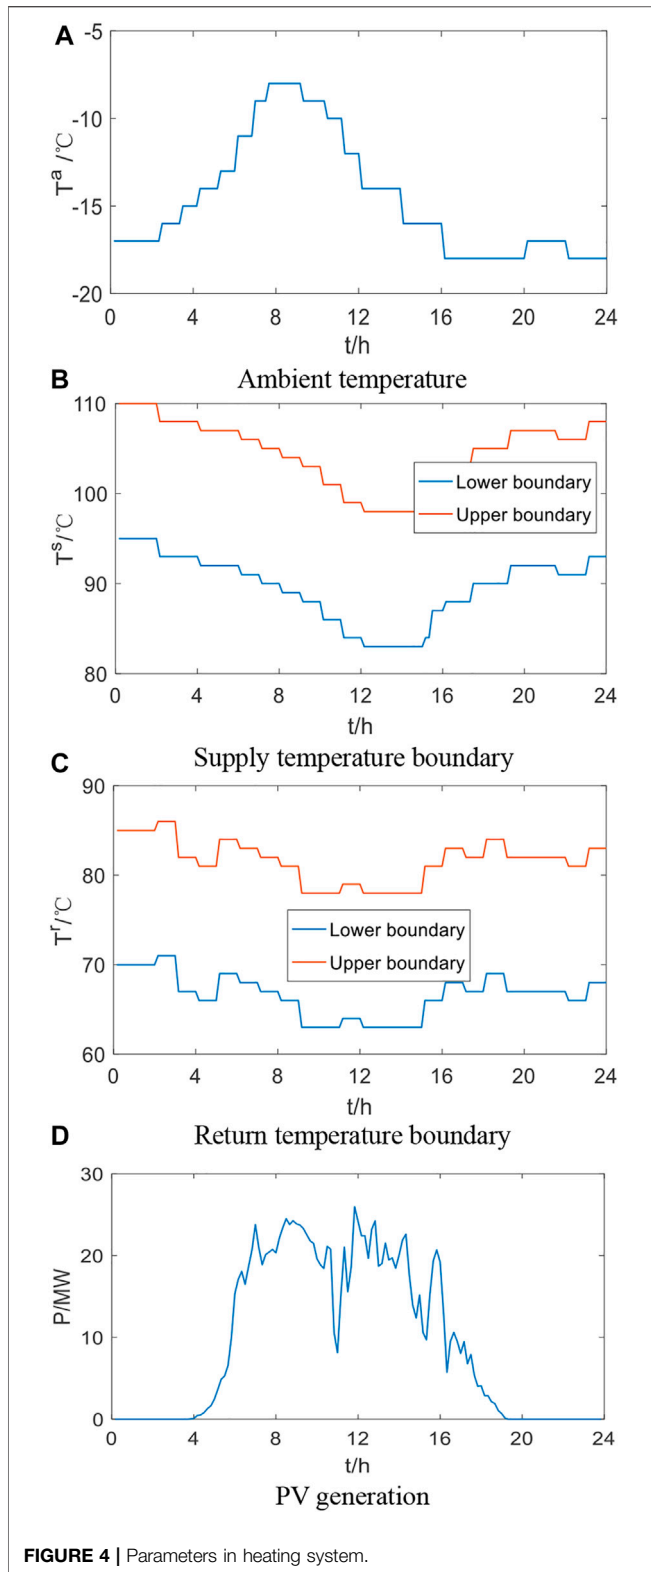 A
-5
-10
-15
-20
Tᵃ /℃
0 4 8 12 16 20 24
t/h
Ambient temperature
B
110
100
90
80
Tˢ/℃
Lower boundary
Upper boundary
0 4 8 12 16 20 24
t/h
Supply temperature boundary
C
90
80
70
60
Tʳ/℃
Lower boundary
Upper boundary
0 4 8 12 16 20 24
t/h
Return temperature boundary
D
30
20
10
0
P/MW
0 4 8 12 16 20 24
t/h
PV generation
FIGURE 4 | Parameters in heating system.